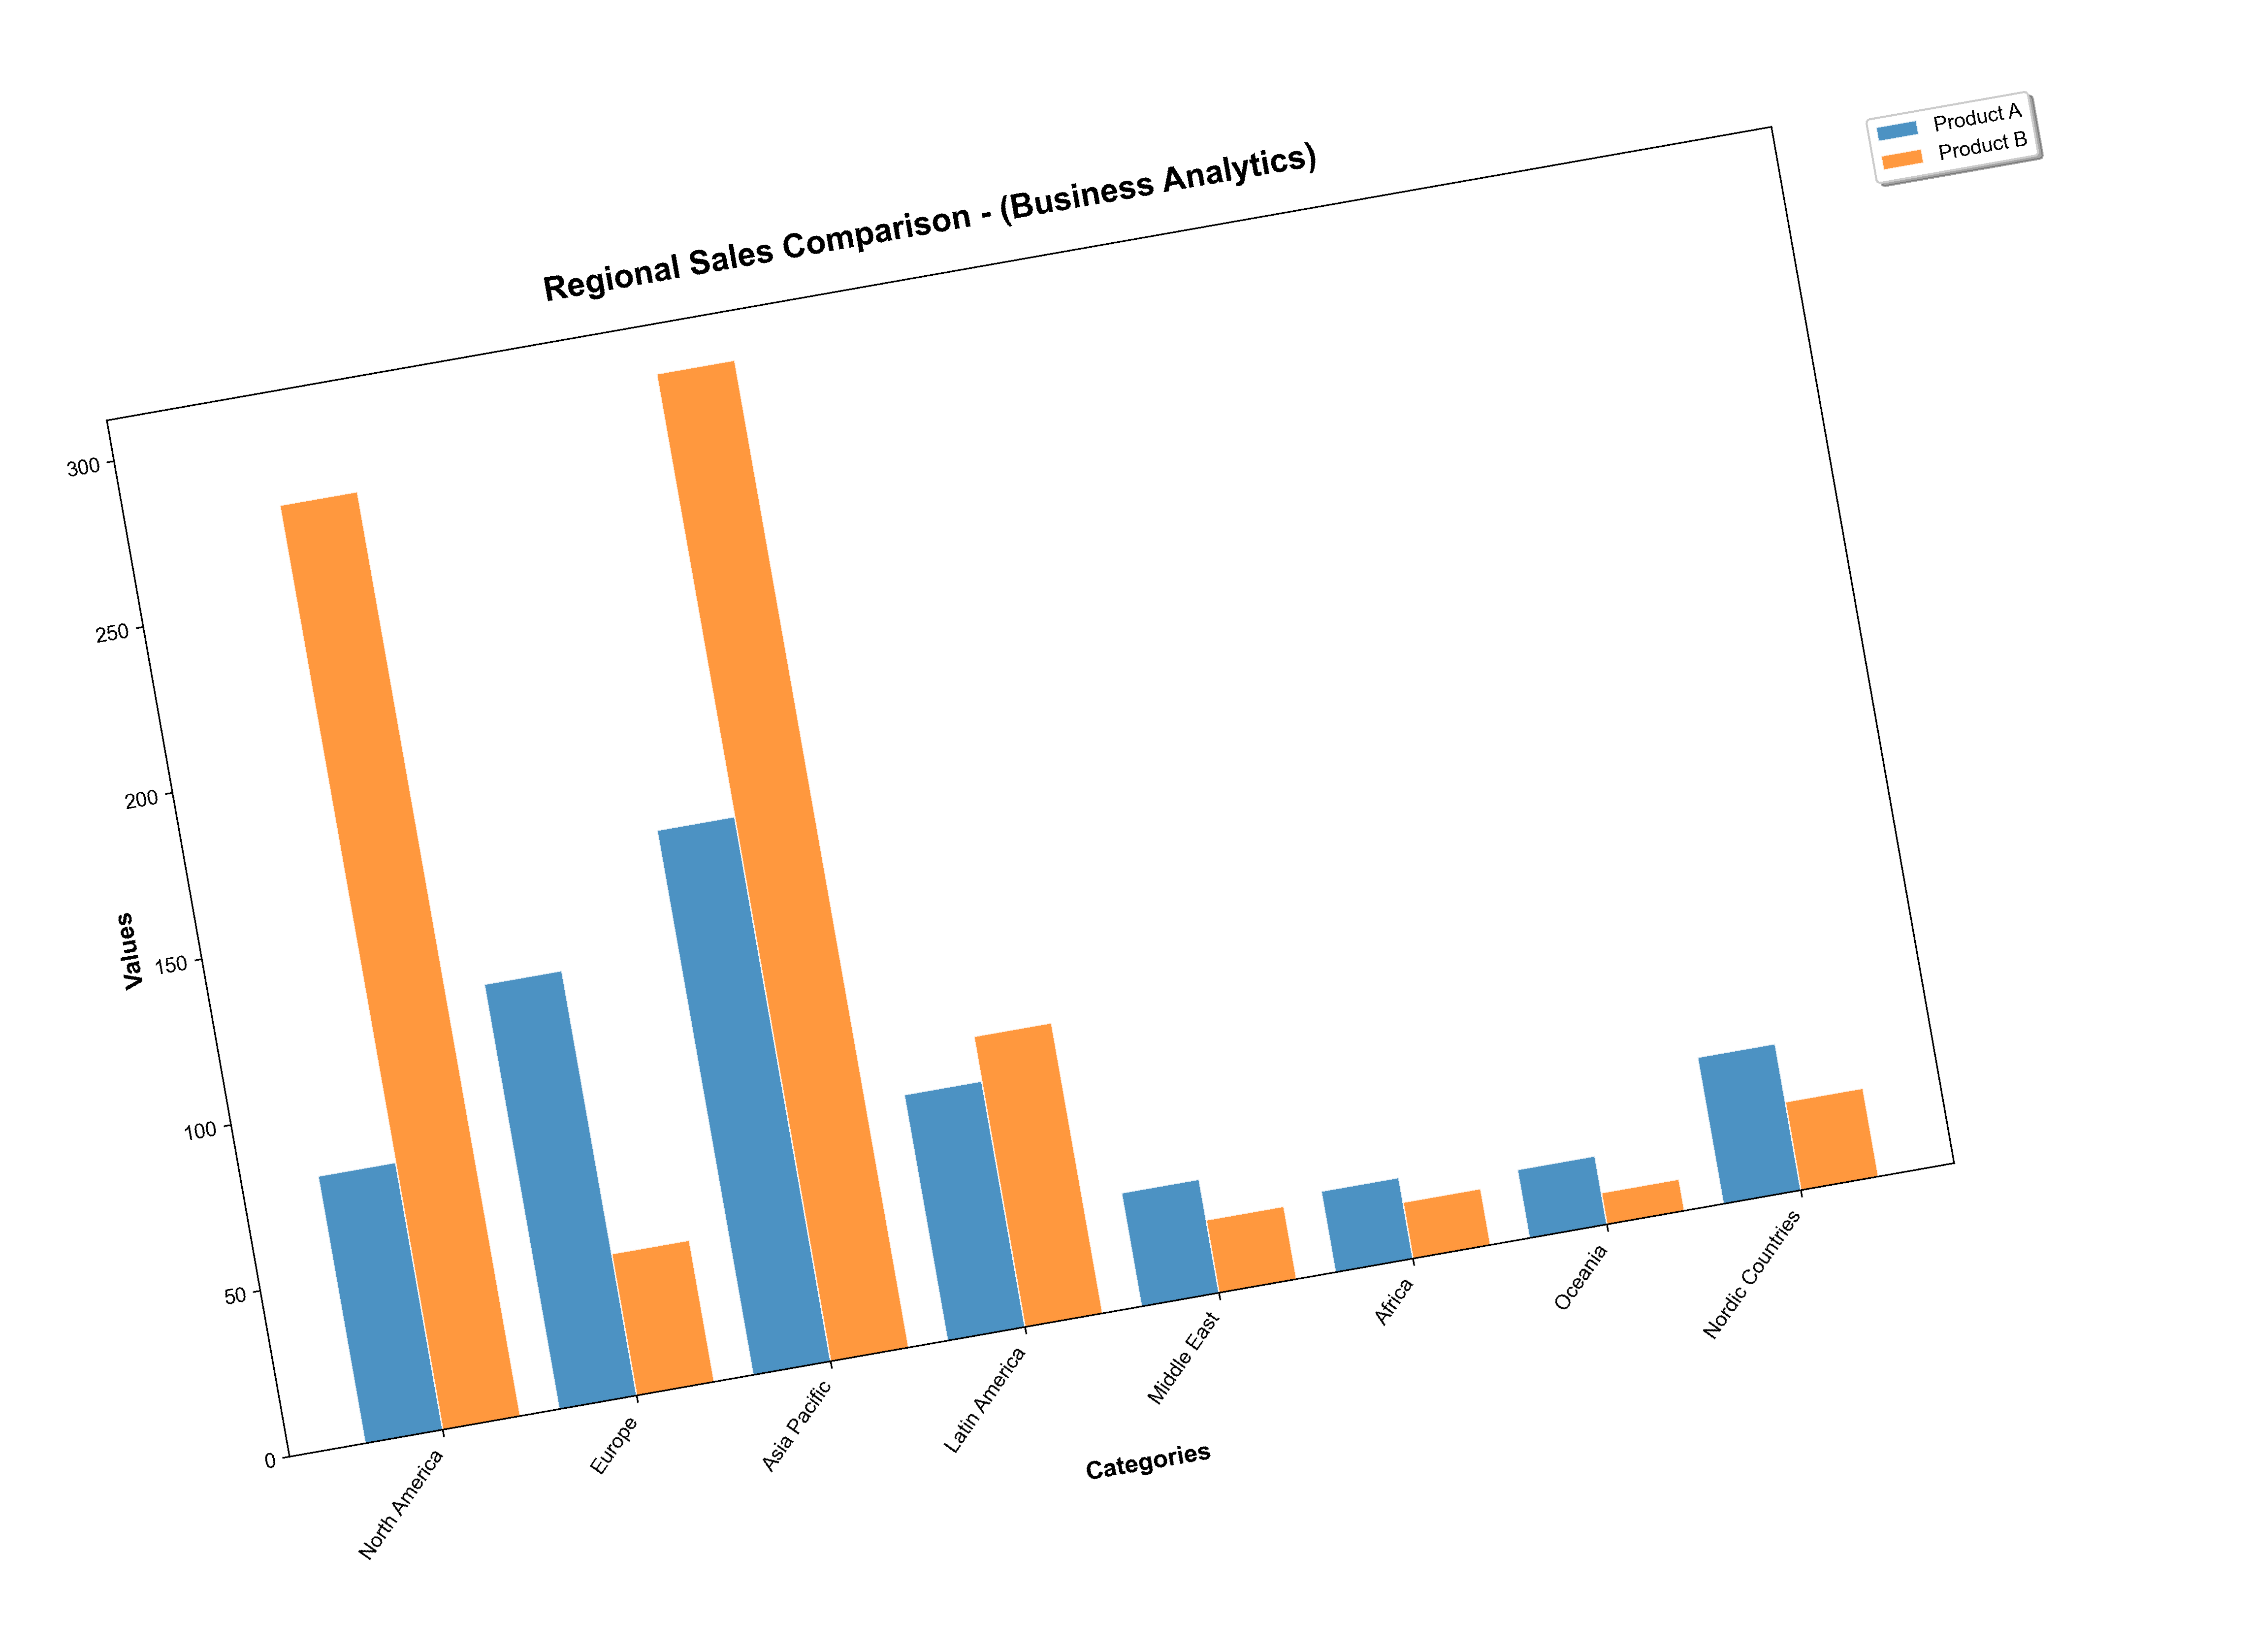 Regional Sales Comparison - (Business Analytics)
Product A
Product B
Values
300
250
200
150
100
50
0
North America
Europe
Asia Pacific
Latin America
Middle East
Africa
Oceania
Nordic Countries
Categories